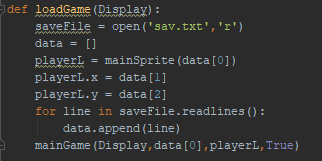 def loadGame(Display):
    saveFile = open('sav.txt','r')
    data = []
    playerL = mainSprite(data[0])
    playerL.x = data[1]
    playerL.y = data[2]
    for line in saveFile.readlines():
        data.append(line)
    mainGame(Display,data[0],playerL,True)